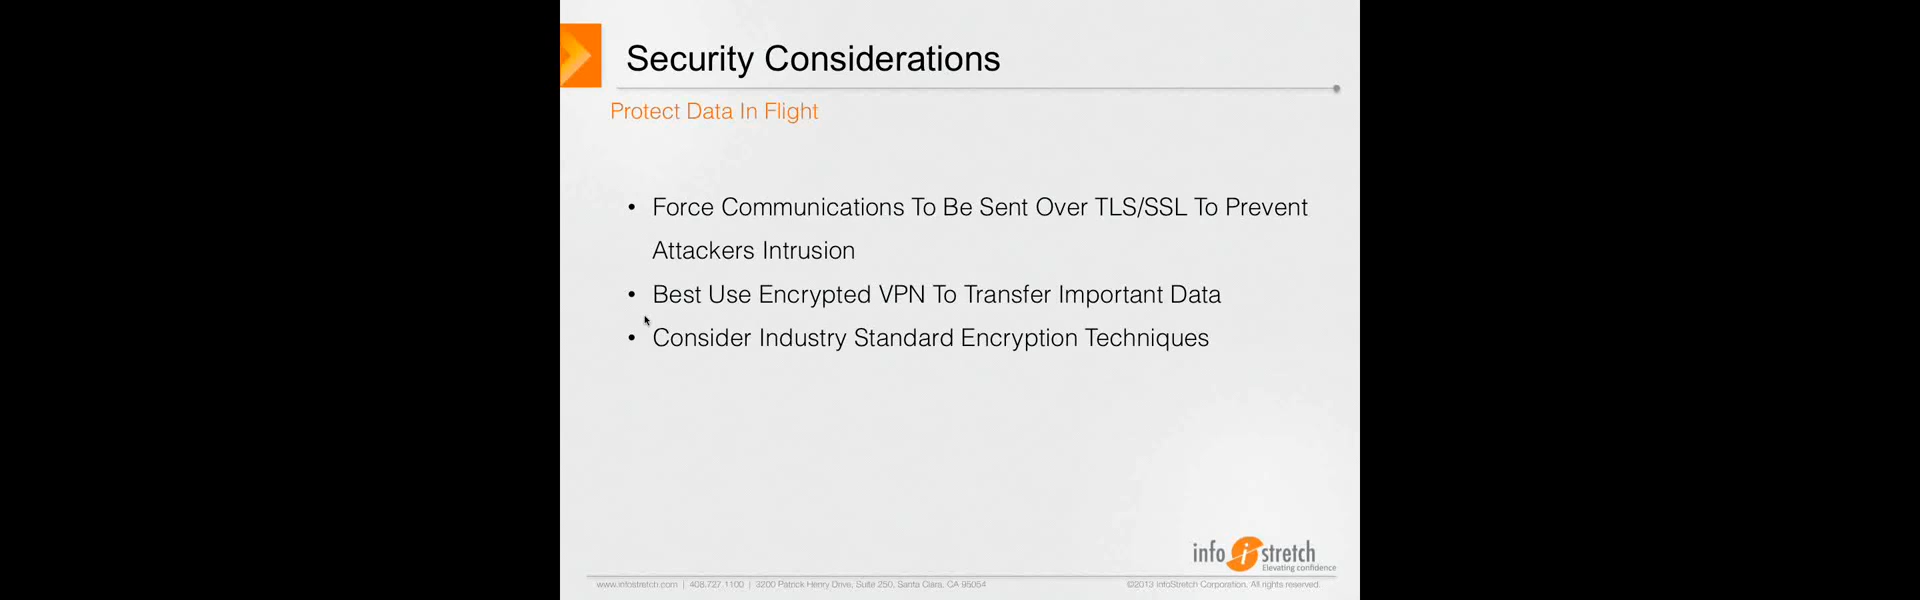 Security Considerations
Protect Data In Flight
• Force Communications To Be Sent Over TLS/SSL To Prevent
Attackers Intrusion
• Best Use Encrypted VPN To Transfer Important Data
• Consider Industry Standard Encryption Techniques
info i stretch
Elevating confidence
www.infostretch.com | 408.727.1100 | 3200 Patrick Henry Drive, Suite 250, Santa Clara, CA 95054
©2013 InfoStretch Corporation. All rights reserved.